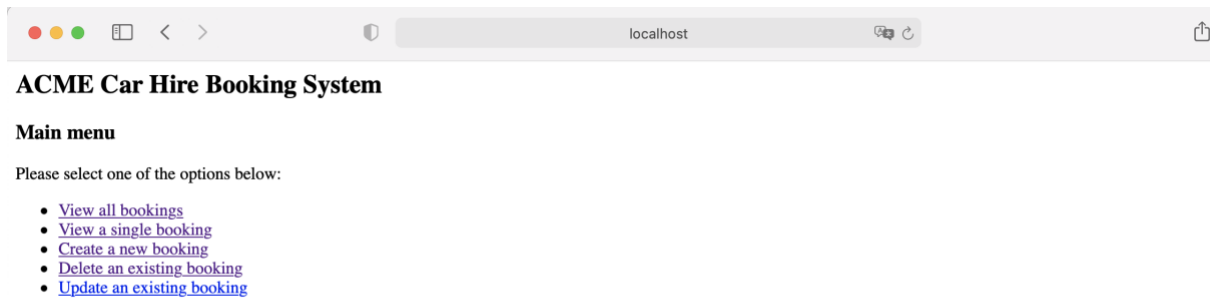 localhost
ACME Car Hire Booking System
Main menu
Please select one of the options below:
View all bookings
View a single booking
Create a new booking
Delete an existing booking
Update an existing booking